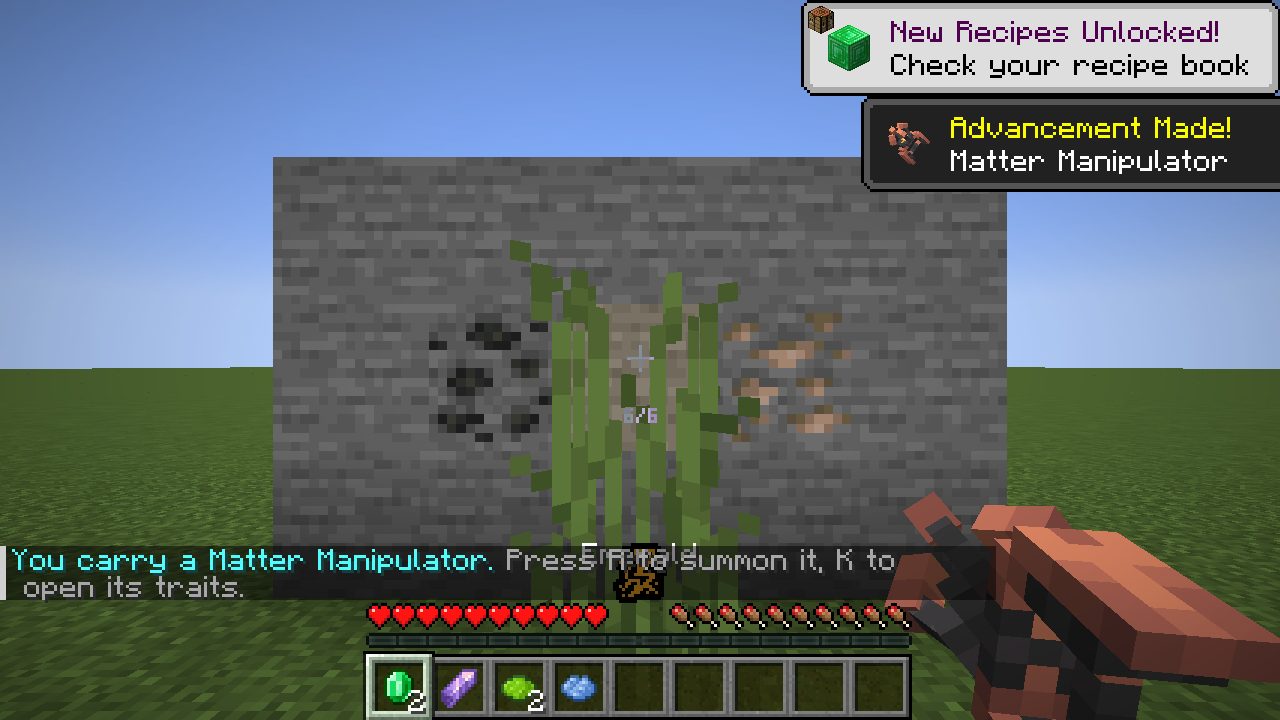 New Recipes Unlocked!
Check your recipe book
Advancement Made!
Matter Manipulator
6/6
Emerald
You carry a Matter Manipulator. Press R to summon it, K to
open its traits.
2
2